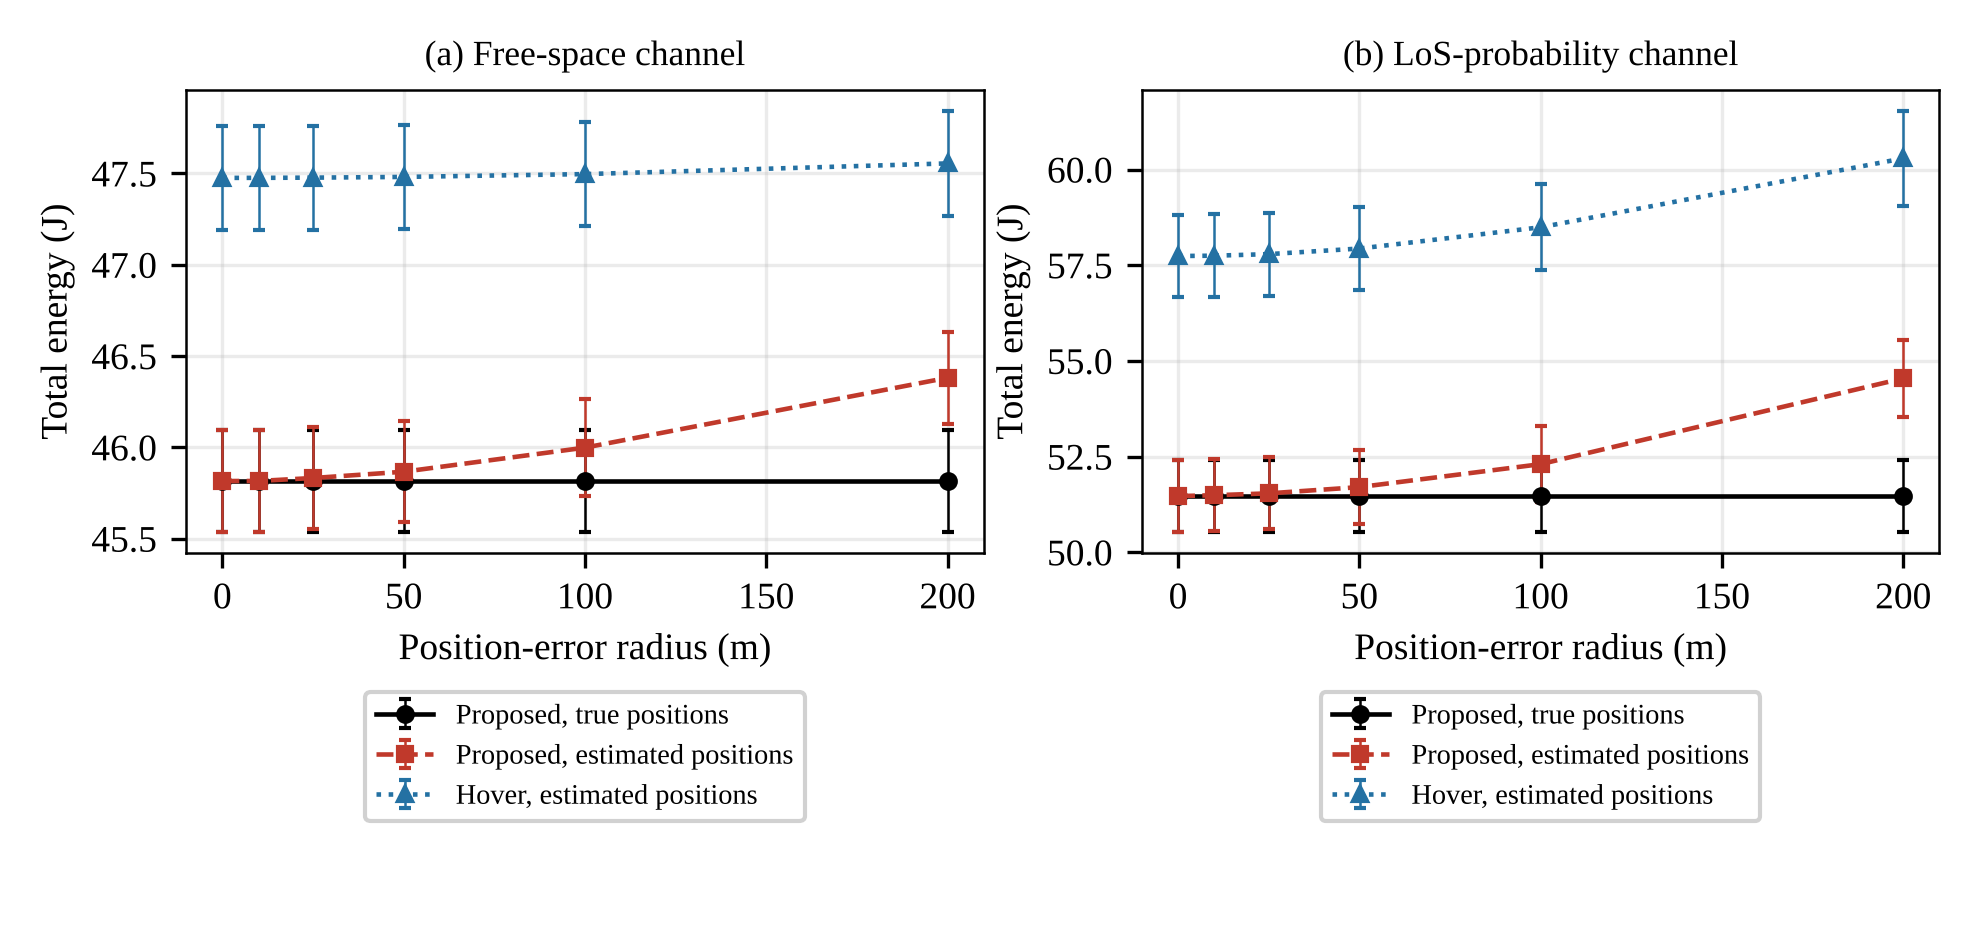 (a) Free-space channel
Total energy (J)
47.5
47.0
46.5
46.0
45.5
0 50 100 150 200
Position-error radius (m)
Proposed, true positions
Proposed, estimated positions
Hover, estimated positions
(b) LoS-probability channel
Total energy (J)
60.0
57.5
55.0
52.5
50.0
0 50 100 150 200
Position-error radius (m)
Proposed, true positions
Proposed, estimated positions
Hover, estimated positions